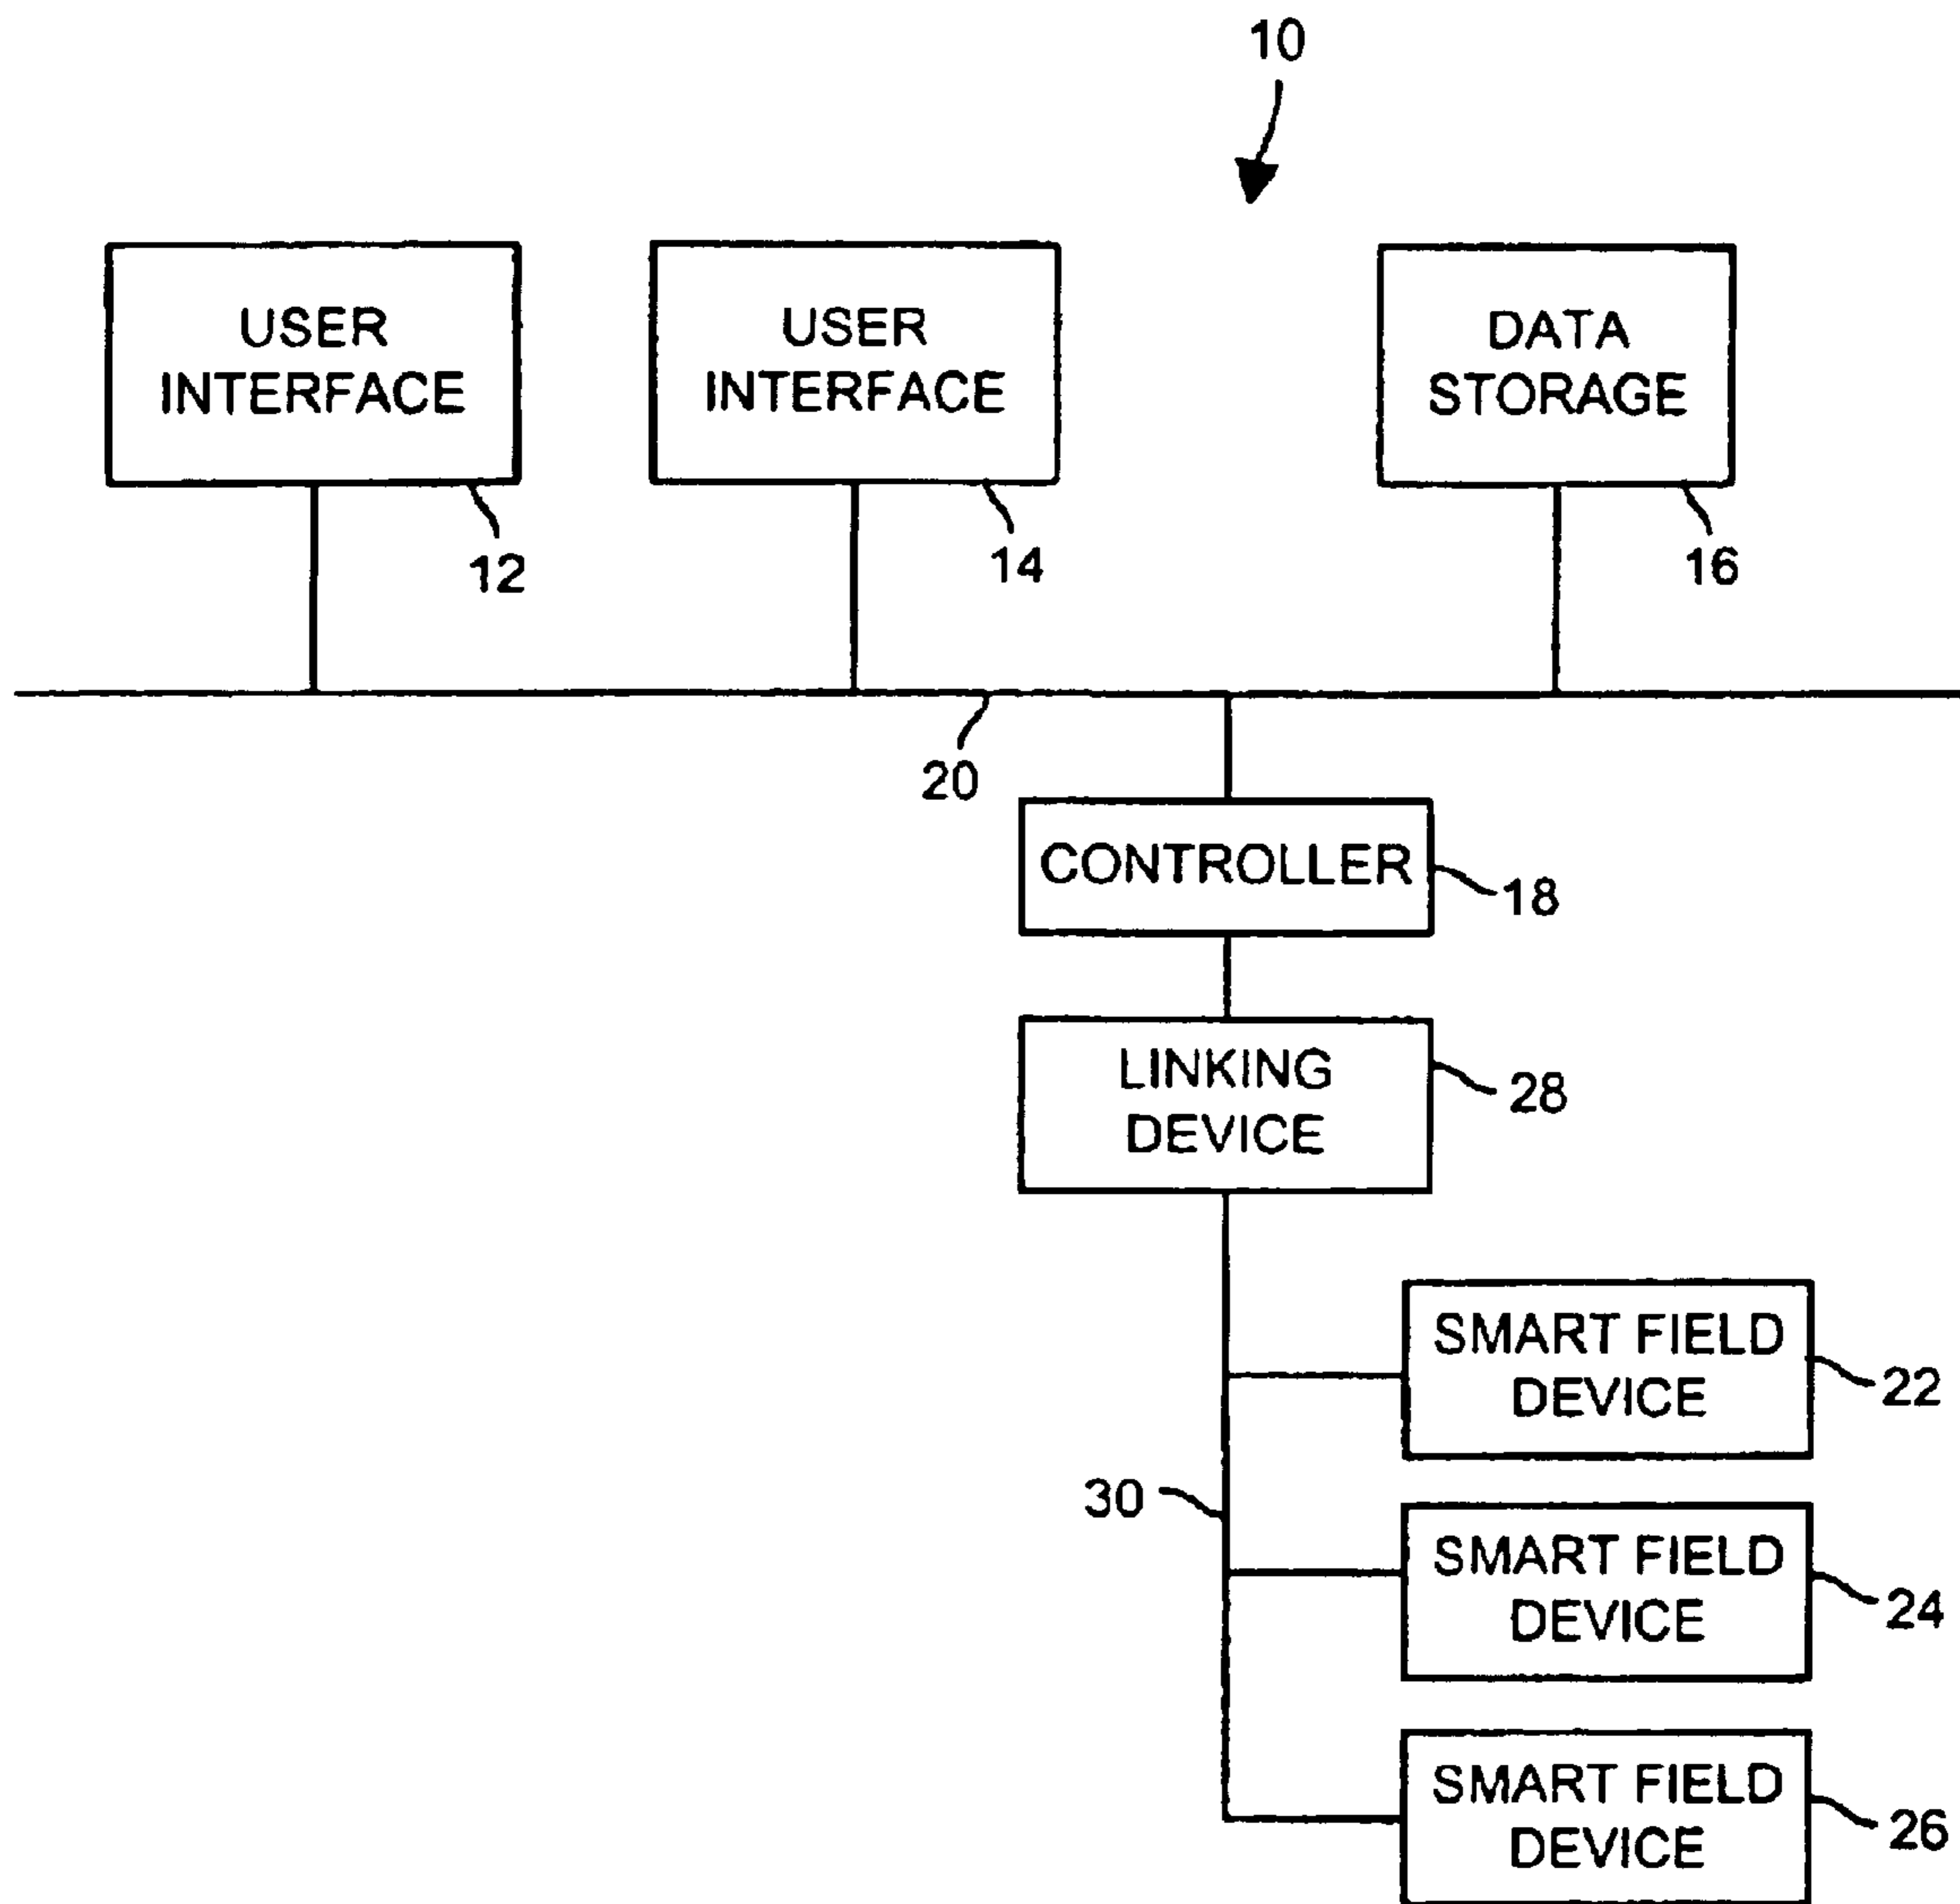 10
USER
INTERFACE
12
USER
INTERFACE
14
DATA
STORAGE
16
20
CONTROLLER
18
LINKING
DEVICE
28
30
SMART FIELD
DEVICE
22
SMART FIELD
DEVICE
24
SMART FIELD
DEVICE
26